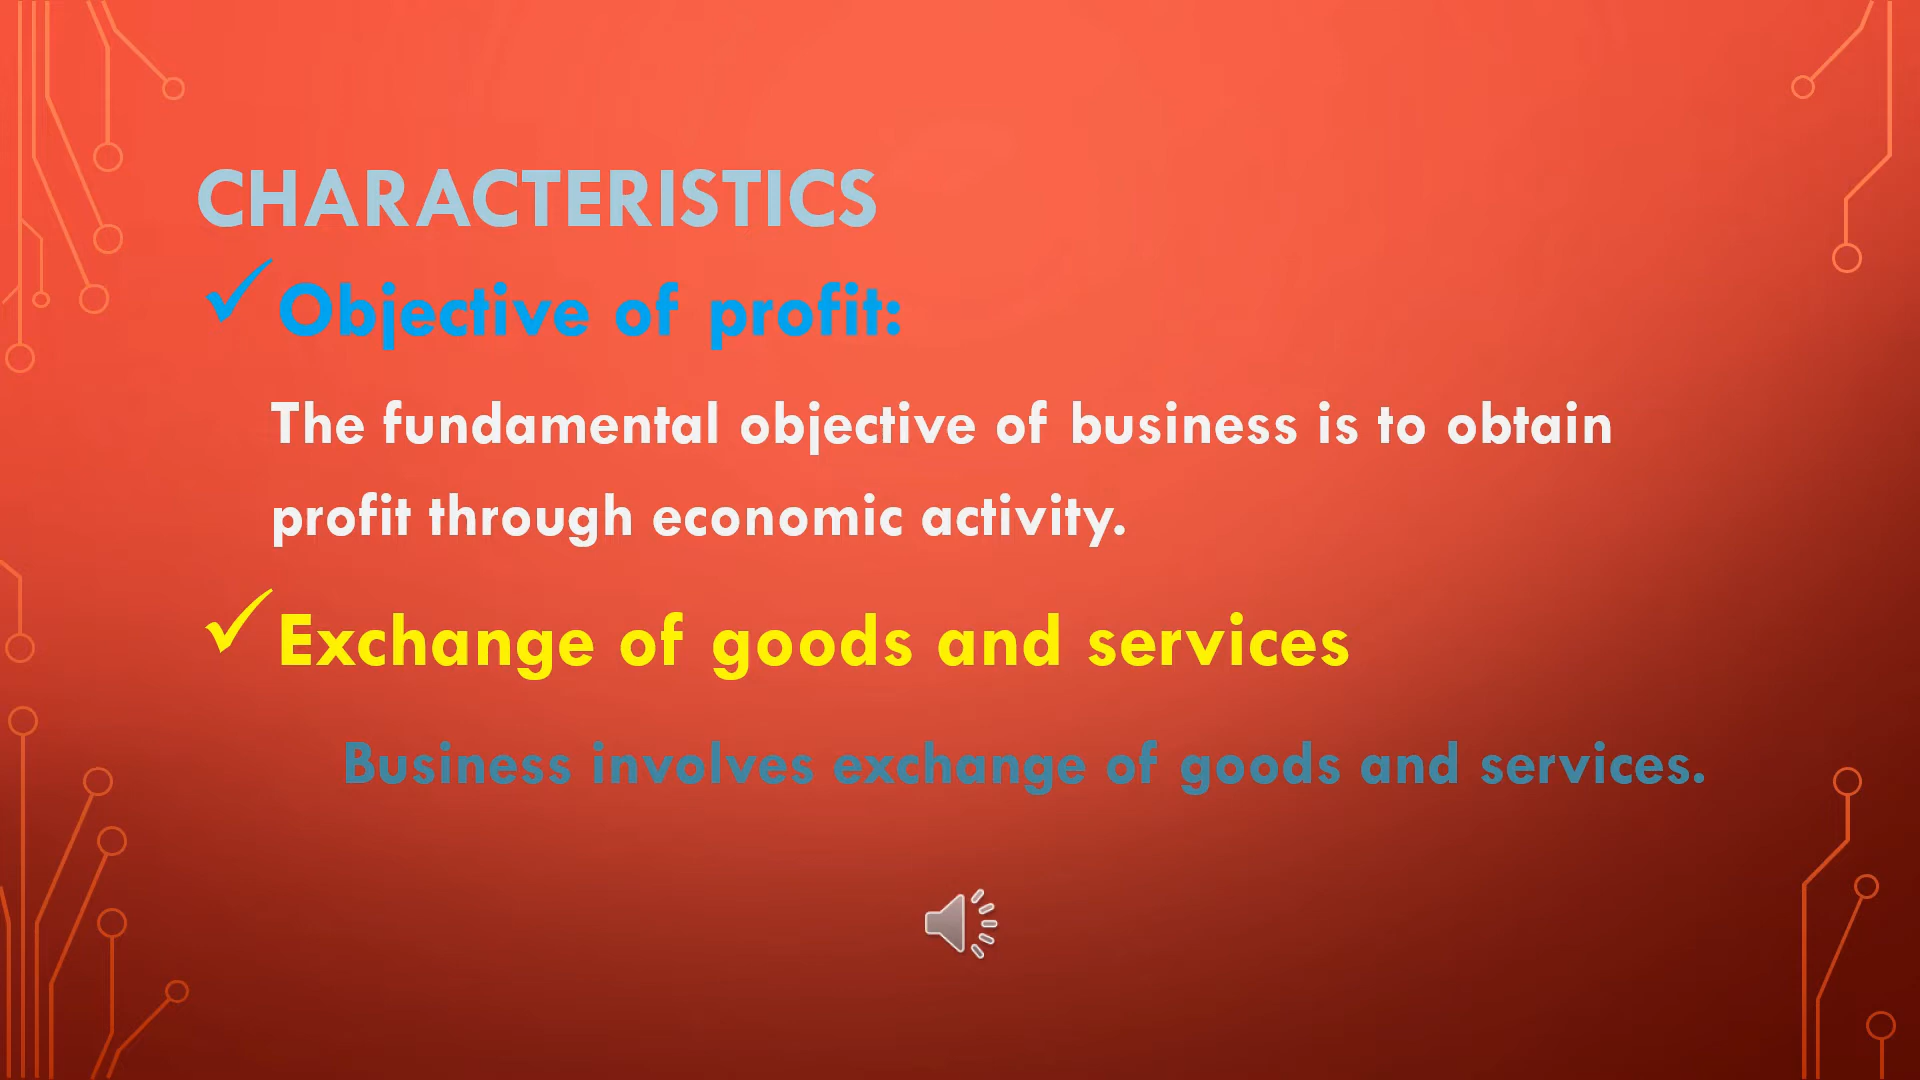 CHARACTERISTICS
Objective of profit:
The fundamental objective of business is to obtain
profit through economic activity.
Exchange of goods and services
Business involves exchange of goods and services.